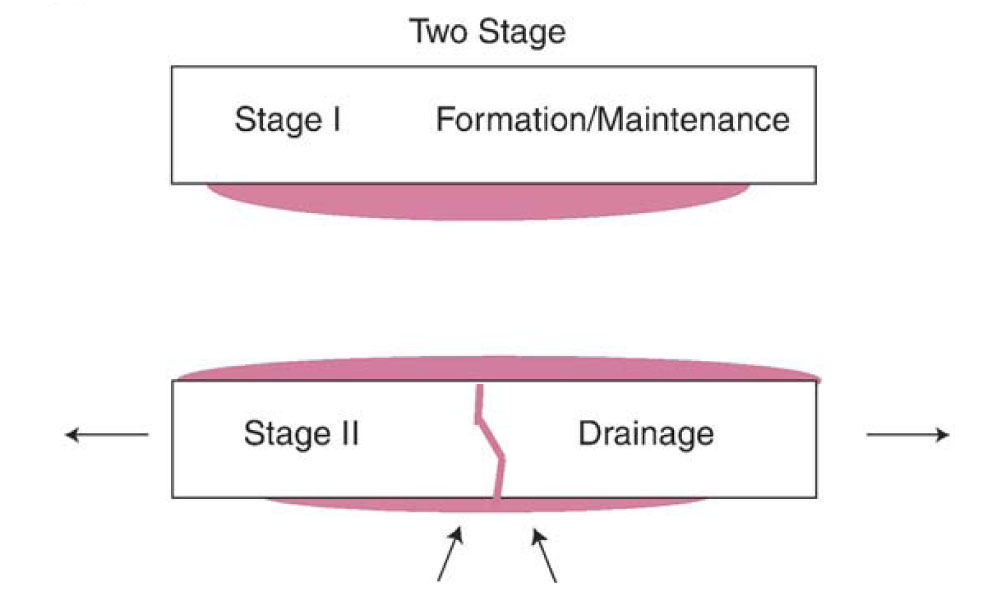 Two Stage
Stage I Formation/Maintenance
Stage II Drainage